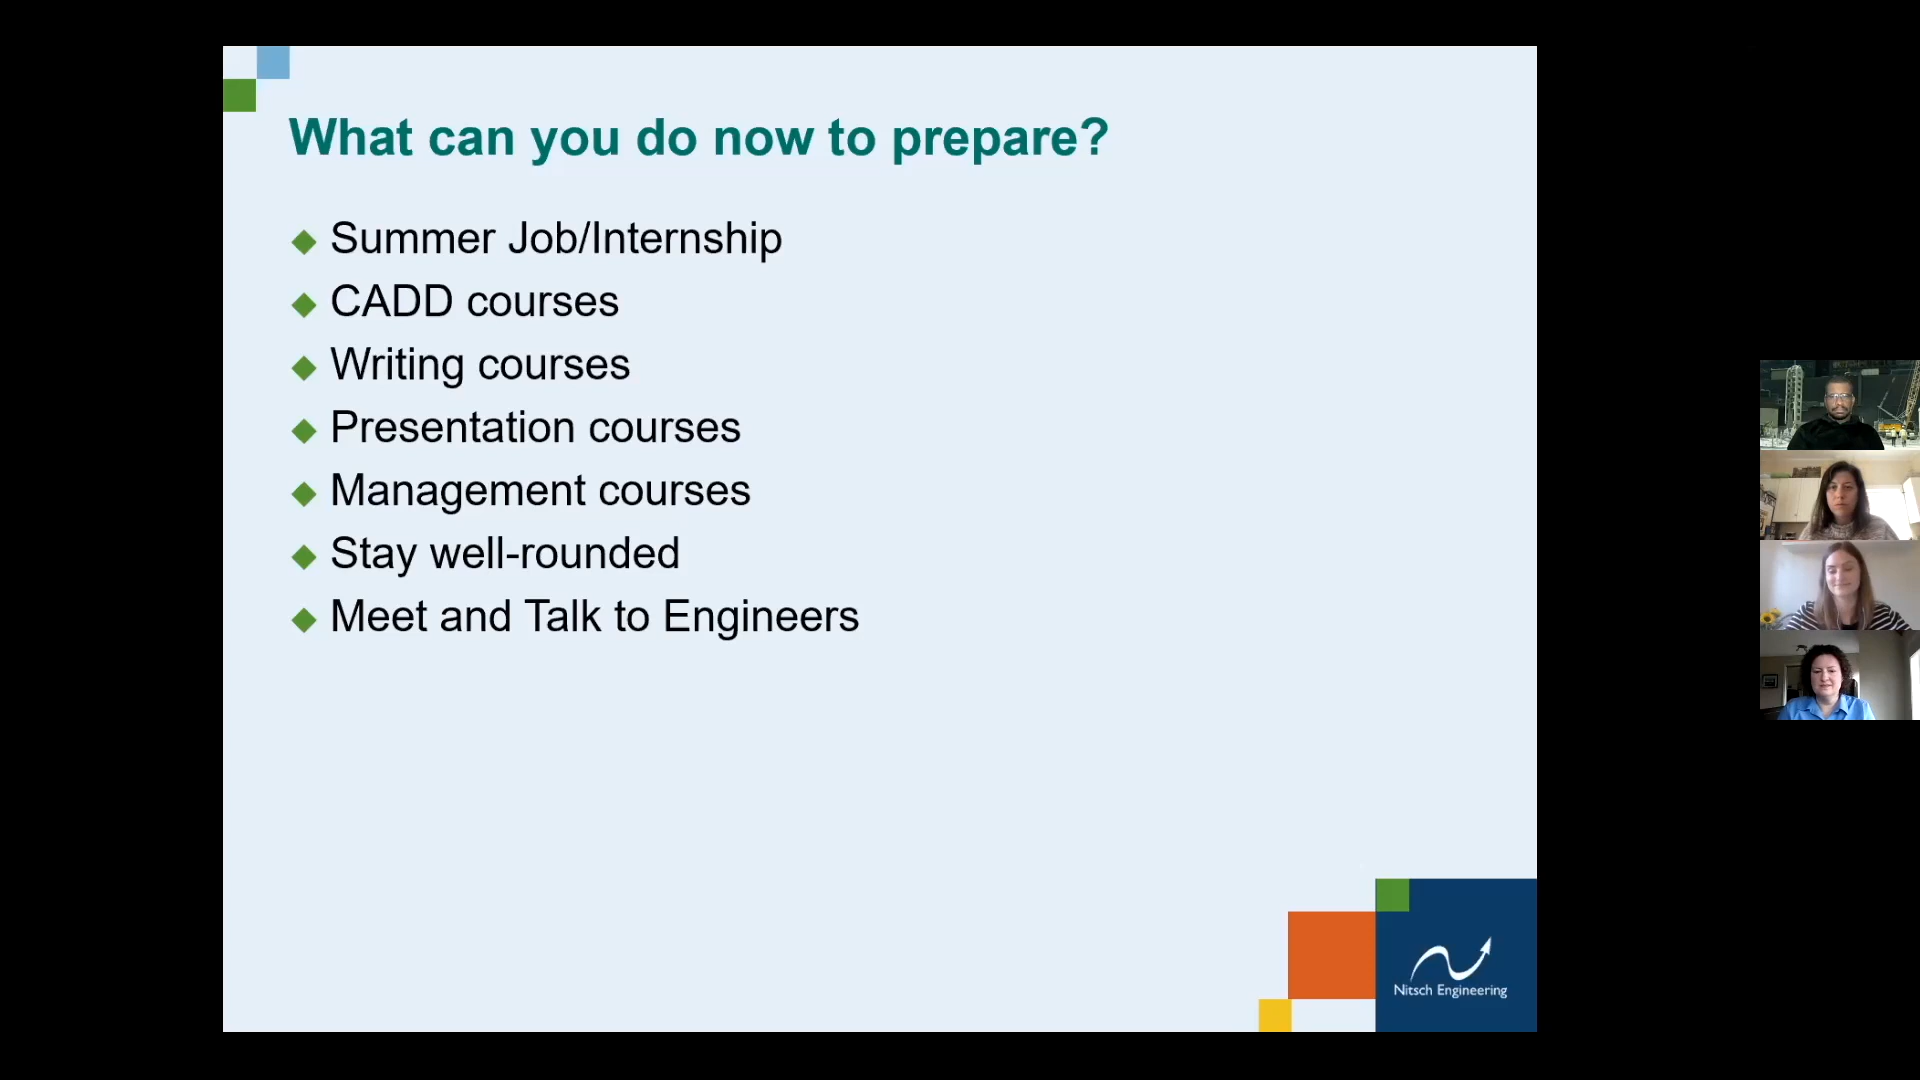 What can you do now to prepare?
Summer Job/Internship
CADD courses
Writing courses
Presentation courses
Management courses
Stay well-rounded
Meet and Talk to Engineers
Nitsch Engineering